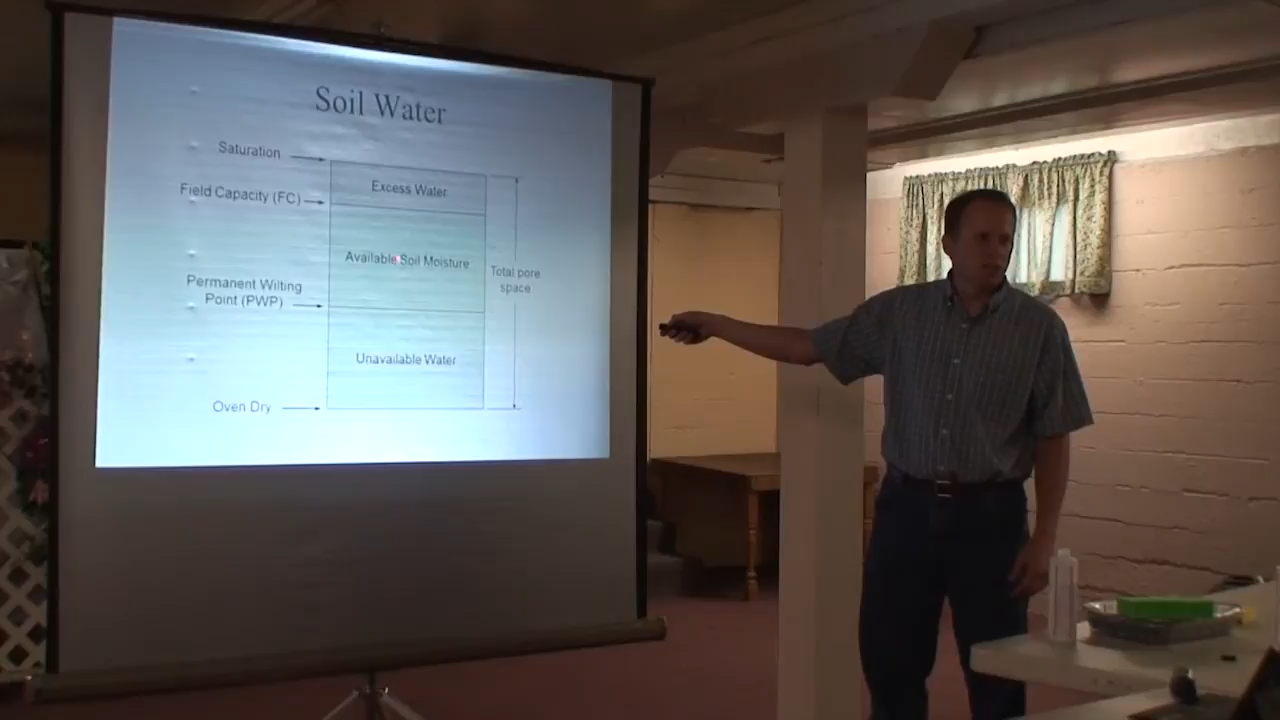 Soil Water
Saturation
Excess Water
Field Capacity (FC)
Available Soil Moisture
Total pore
space
Permanent Wilting
Point (PWP)
Unavailable Water
Oven Dry